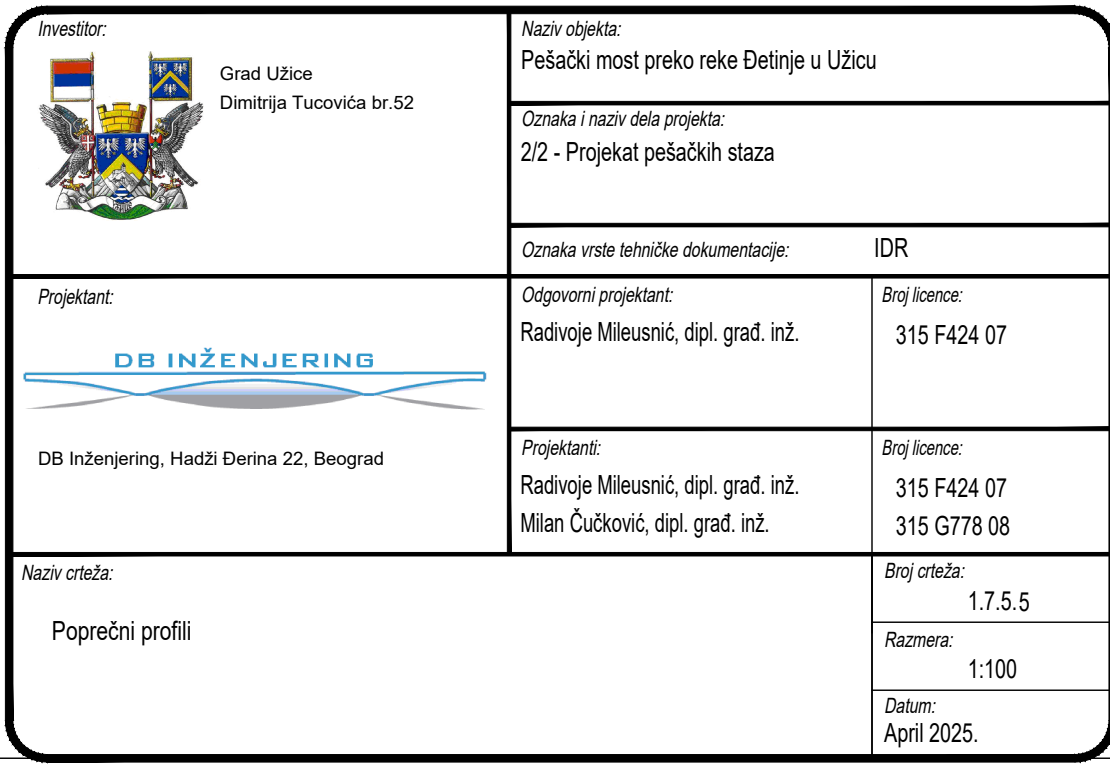 Investitor:
Grad Užice
Dimitrija Tucovića br.52
Naziv objekta:
Pešački most preko reke Đetinje u Užicu
Oznaka i naziv dela projekta:
2/2 - Projekat pešačkih staza
Oznaka vrste tehničke dokumentacije: IDR
Projektant:
DB INŽENJERING
DB Inženjering, Hadži Đerina 22, Beograd
Odgovorni projektant:
Radivoje Mileusnić, dipl. građ. inž.
Broj licence:
315 F424 07
Projektanti:
Radivoje Mileusnić, dipl. građ. inž.
Milan Čučković, dipl. građ. inž.
Broj licence:
315 F424 07
315 G778 08
Naziv crteža:
Poprečni profili
Broj crteža:
1.7.5.5
Razmera:
1:100
Datum:
April 2025.